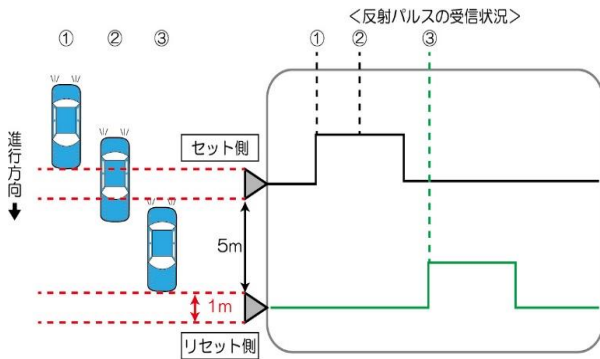 ＜反射パルスの受信状況＞
① ② ③
① ② ③
進行方向
セット側
5m
1m
リセット側